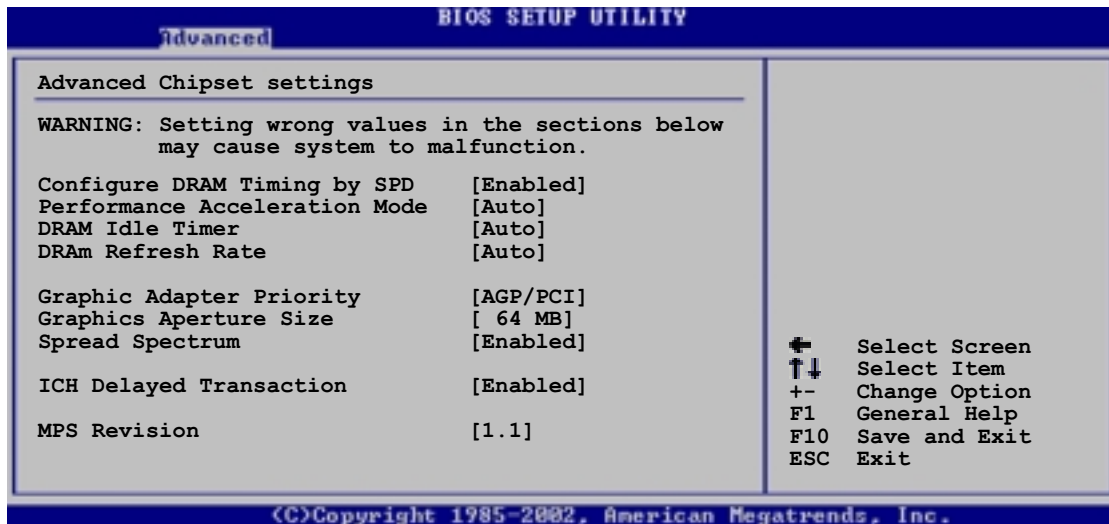 BIOS SETUP UTILITY
Advanced
Advanced Chipset settings
WARNING: Setting wrong values in the sections below
may cause system to malfunction.
Configure DRAM Timing by SPD [Enabled]
Performance Acceleration Mode [Auto]
DRAM Idle Timer [Auto]
DRAm Refresh Rate [Auto]
Graphic Adapter Priority [AGP/PCI]
Graphics Aperture Size [ 64 MB]
Spread Spectrum [Enabled]
ICH Delayed Transaction [Enabled]
MPS Revision [1.1]
← Select Screen
↑↓ Select Item
+- Change Option
F1 General Help
F10 Save and Exit
ESC Exit
(C)Copyright 1985-2002, American Megatrends, Inc.